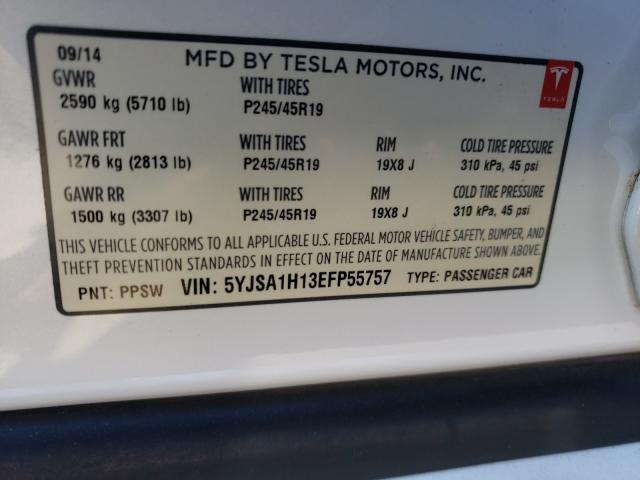 09/14 MFD BY TESLA MOTORS, INC.
GVWR WITH TIRES
2590 kg (5710 lb) P245/45R19
TESLA
GAWR FRT WITH TIRES RIM COLD TIRE PRESSURE
1276 kg (2813 lb) P245/45R19 19X8 J 310 kPa, 45 psi
GAWR RR WITH TIRES RIM COLD TIRE PRESSURE
1500 kg (3307 lb) P245/45R19 19X8 J 310 kPa, 45 psi
THIS VEHICLE CONFORMS TO ALL APPLICABLE U.S. FEDERAL MOTOR VEHICLE SAFETY, BUMPER, AND
THEFT PREVENTION STANDARDS IN EFFECT ON THE DATE OF MANUFACTURE SHOWN ABOVE.
PNT: PPSW VIN: 5YJSA1H13EFP55757 TYPE: PASSENGER CAR